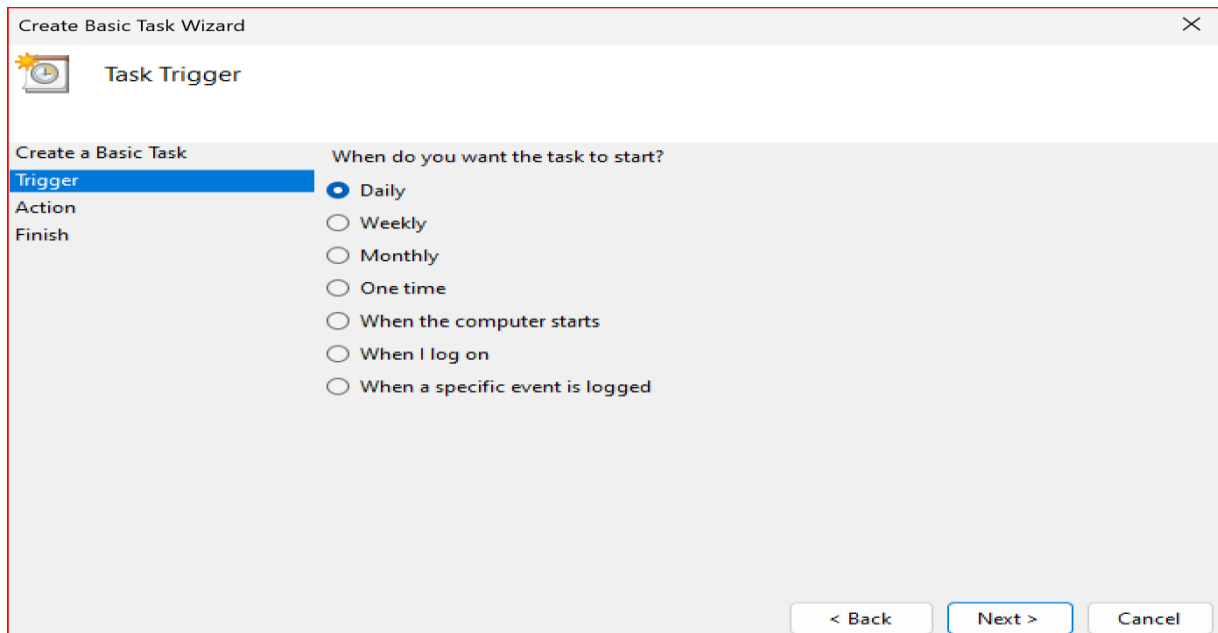 Create Basic Task Wizard
Task Trigger
Create a Basic Task
Trigger
Action
Finish
When do you want the task to start?
Daily
Weekly
Monthly
One time
When the computer starts
When I log on
When a specific event is logged
< Back Next > Cancel